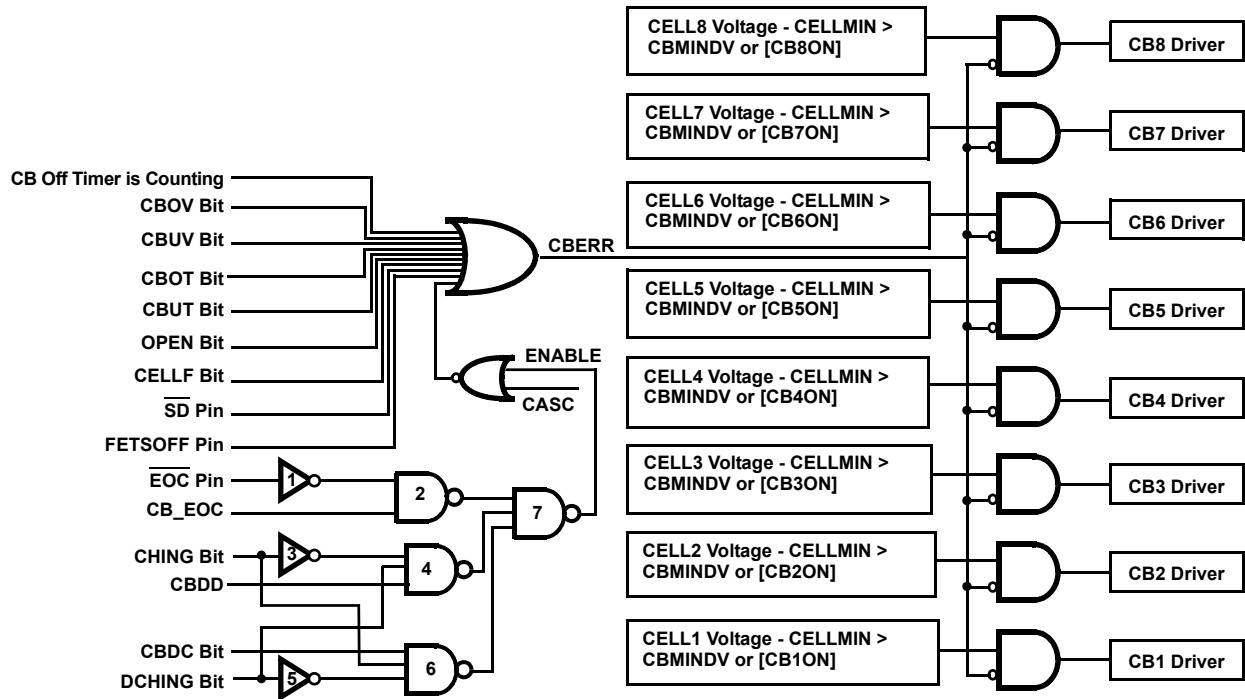 CB Off Timer is Counting
CBOV Bit
CBUV Bit
CBOT Bit
CBUT Bit
OPEN Bit
CELLF Bit
SD Pin
FETSOFF Pin
EOC Pin
CB_EOC
CHING Bit
CBDD
CBDC Bit
DCHING Bit
1
2
3
4
5
6
7
CBERR
ENABLE
CASC
CELL8 Voltage - CELLMIN >
CBMINDV or [CB8ON]
CB8 Driver
CELL7 Voltage - CELLMIN >
CBMINDV or [CB7ON]
CB7 Driver
CELL6 Voltage - CELLMIN >
CBMINDV or [CB6ON]
CB6 Driver
CELL5 Voltage - CELLMIN >
CBMINDV or [CB5ON]
CB5 Driver
CELL4 Voltage - CELLMIN >
CBMINDV or [CB4ON]
CB4 Driver
CELL3 Voltage - CELLMIN >
CBMINDV or [CB3ON]
CB3 Driver
CELL2 Voltage - CELLMIN >
CBMINDV or [CB2ON]
CB2 Driver
CELL1 Voltage - CELLMIN >
CBMINDV or [CB1ON]
CB1 Driver